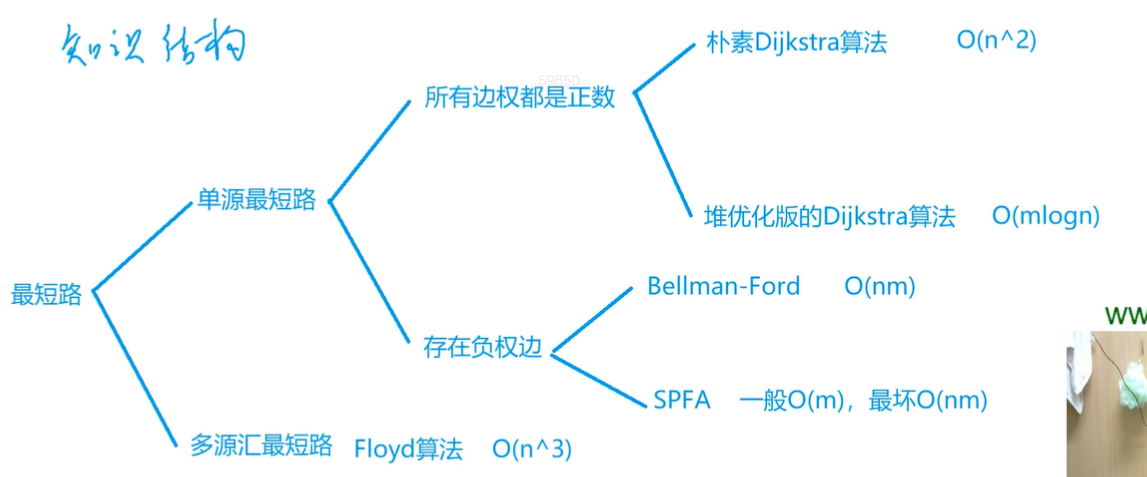 知识结构
朴素Dijkstra算法 O(n^2)
59650
所有边权都是正数
单源最短路
堆优化版的Dijkstra算法 O(mlogn)
最短路
Bellman-Ford O(nm)
ww
存在负权边
SPFA 一般O(m)，最坏O(nm)
多源汇最短路 Floyd算法 O(n^3)